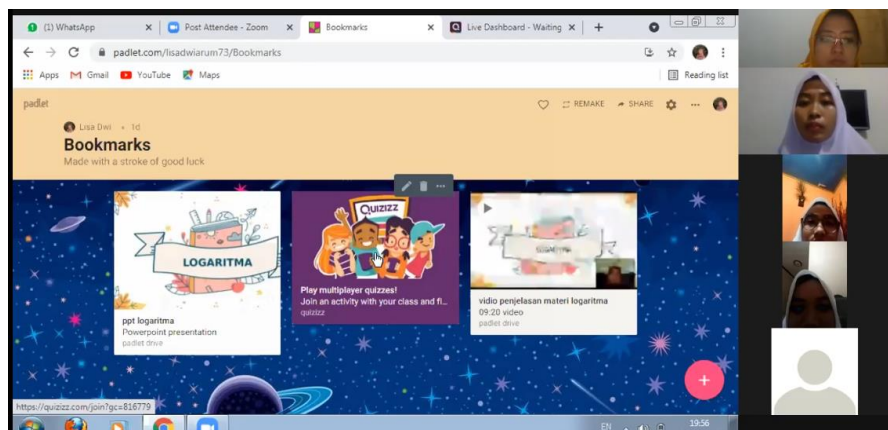 (1) WhatsApp
Post Attendee - Zoom
Bookmarks
Live Dashboard - Waiting
padlet.com/lisadwiarum73/Bookmarks
Apps
Gmail
YouTube
Maps
Reading list
padlet
REMAKE
SHARE
Lisa Dwi • 1d
Bookmarks
Made with a stroke of good luck
LOGARITMA
ppt logaritma
Powerpoint presentation
padlet drive
QUIZIZZ
Play multiplayer quizzes!
Join an activity with your class and fi...
quizizz
vidio penjelasan materi logaritma
09:20 video
padlet drive
https://quizizz.com/join?gc=816779
EN
19:56